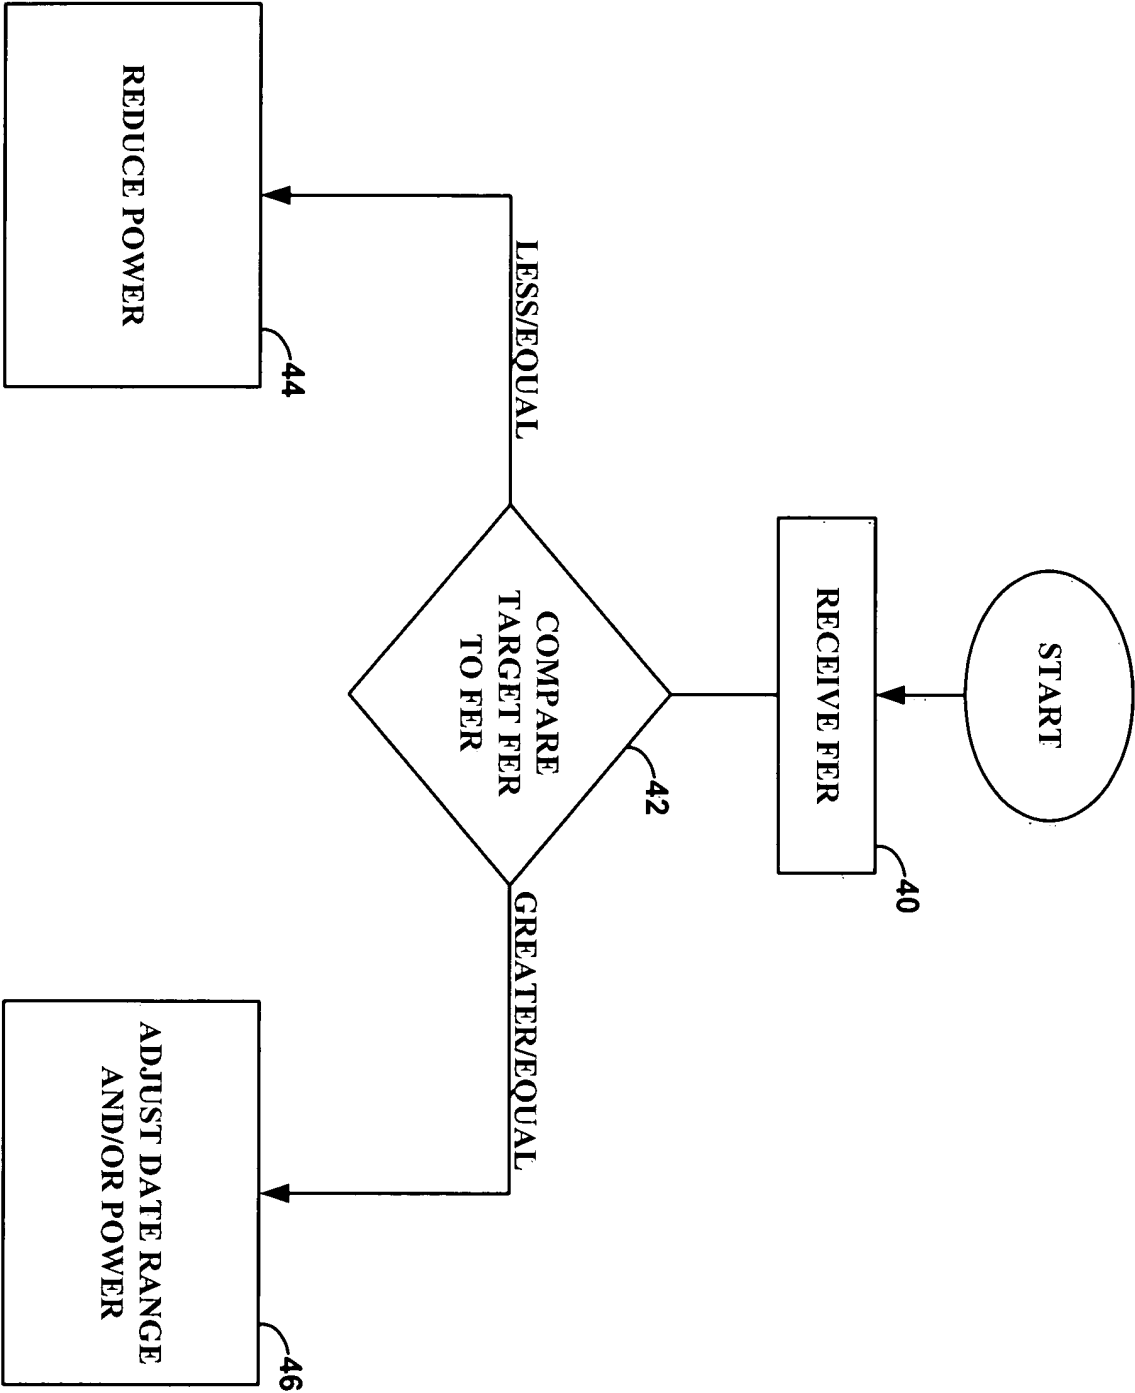 START
RECEIVE FER
40
COMPARE
TARGET FER
TO FER
42
LESS/EQUAL
GREATER/EQUAL
REDUCE POWER
44
ADJUST DATE RANGE
AND/OR POWER
46